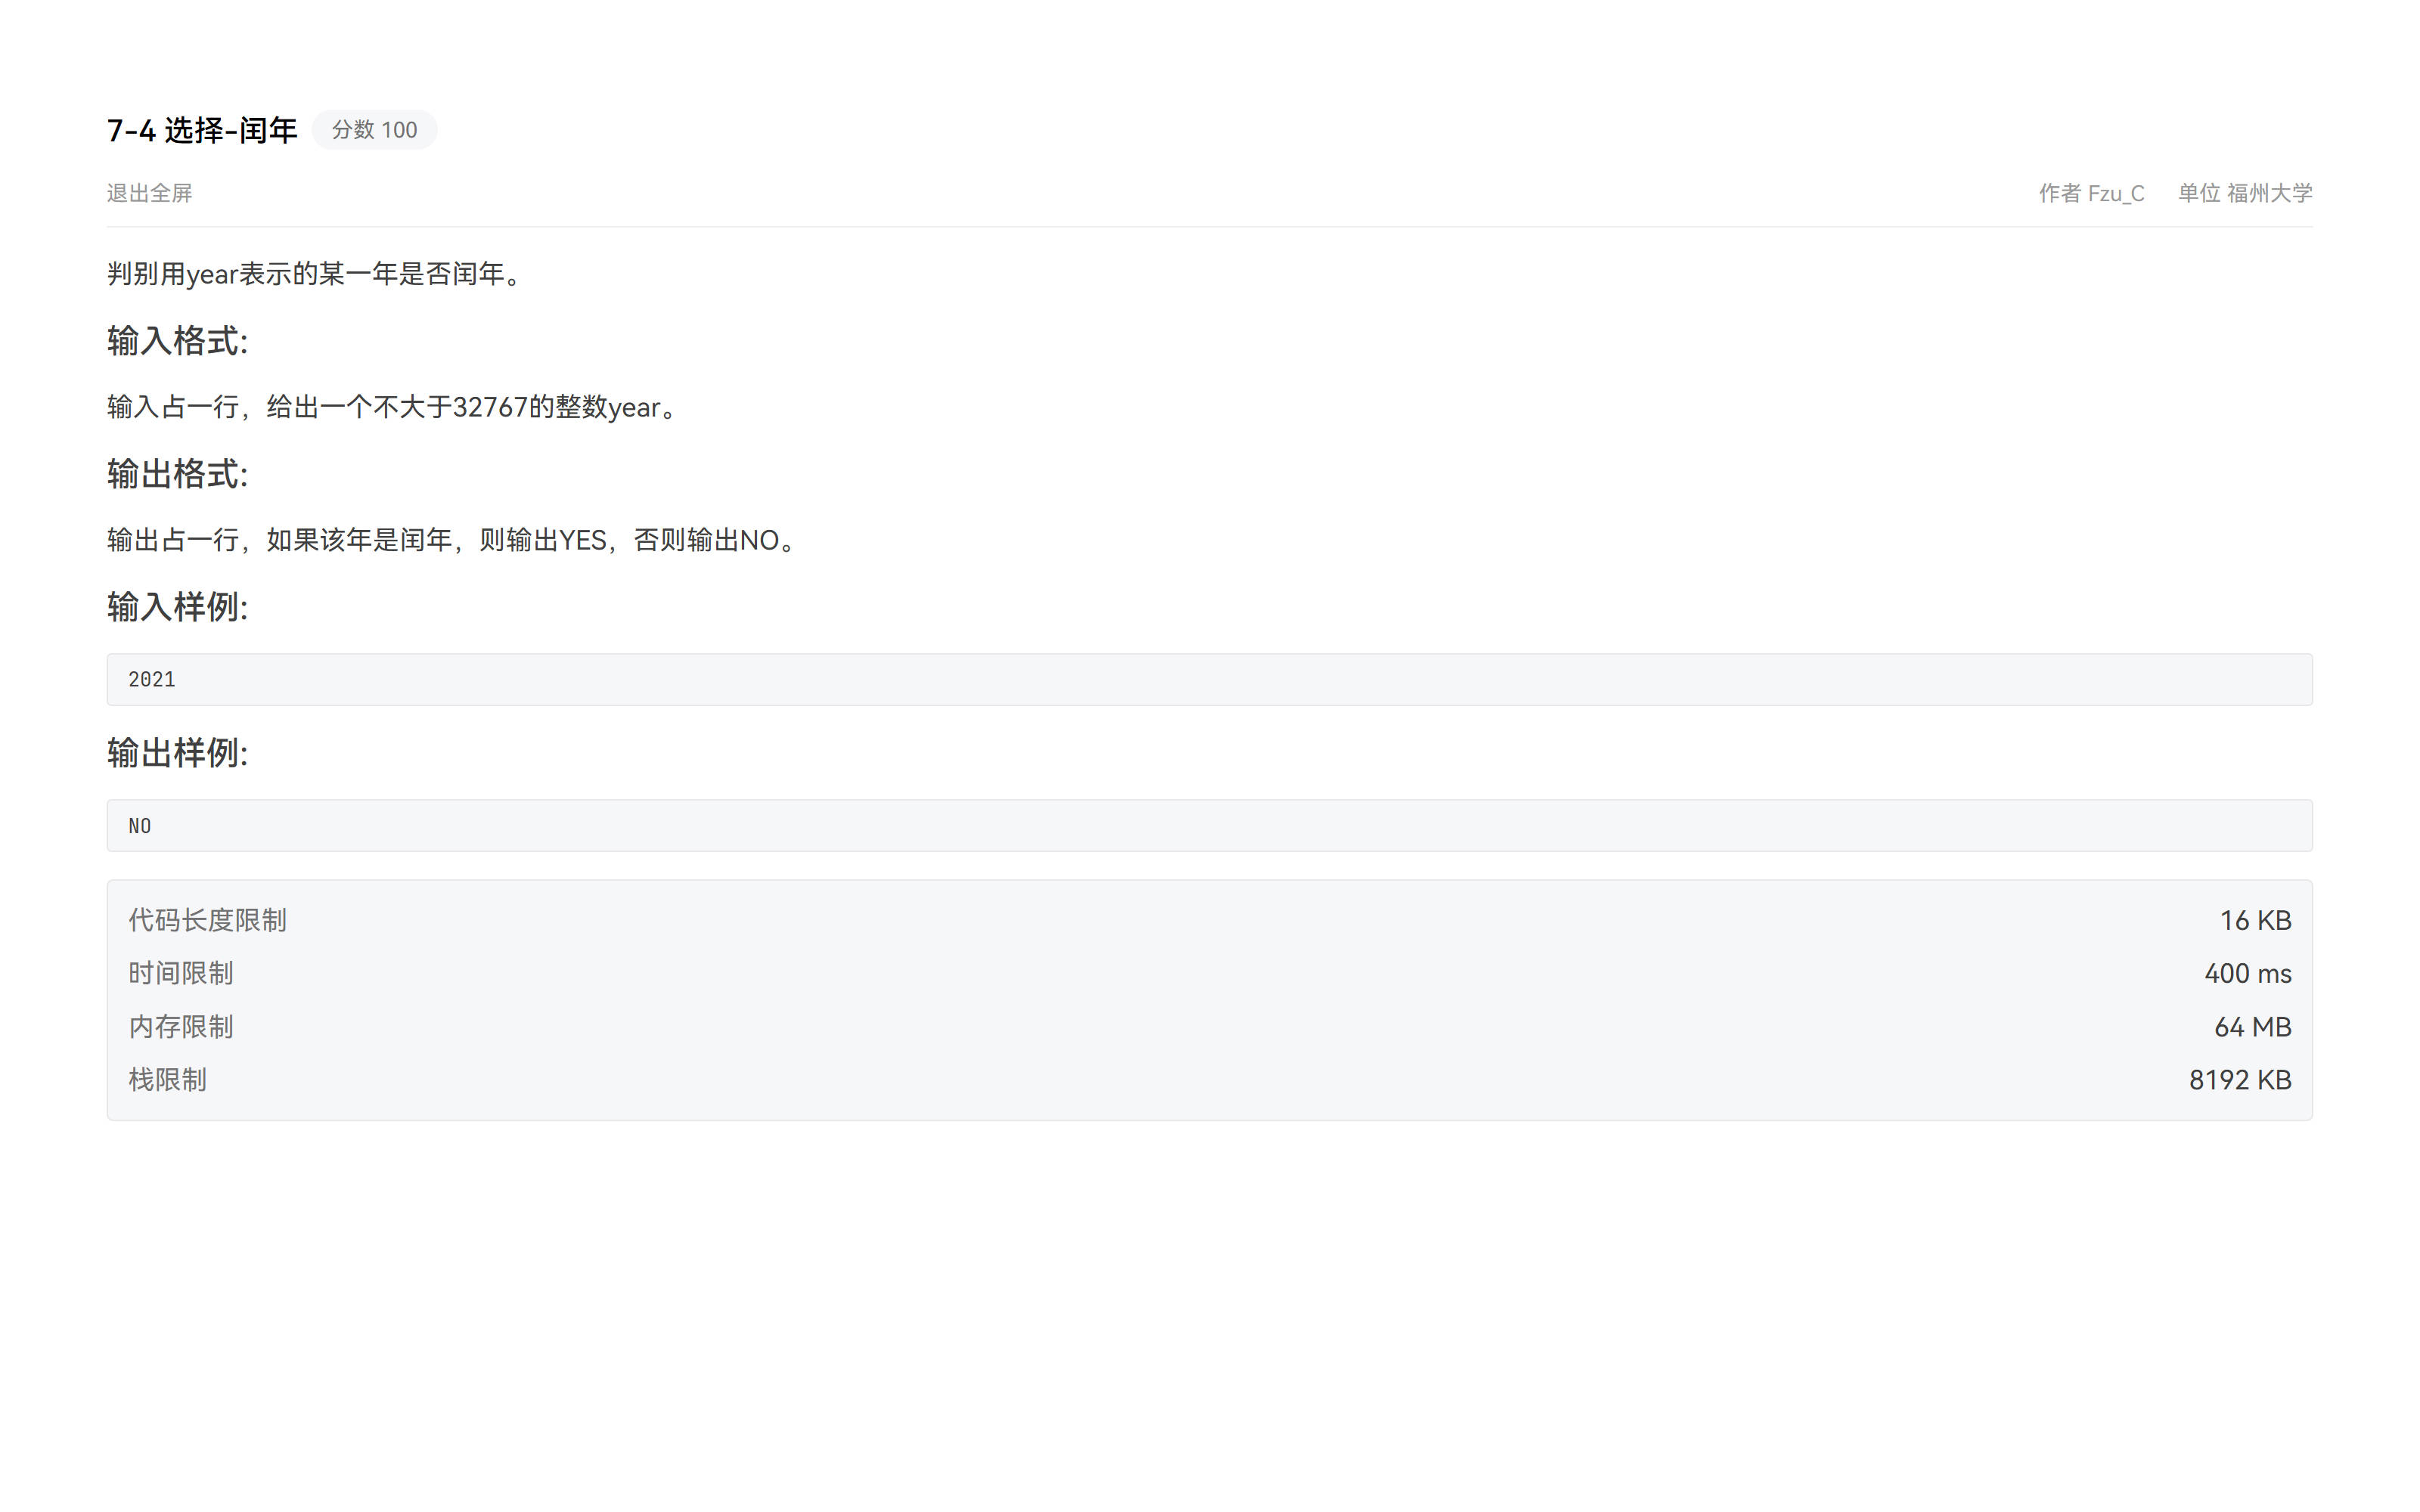 7-4 选择-闰年 分数 100
退出全屏 作者 Fzu_C 单位 福州大学
判别用year表示的某一年是否闰年。
输入格式:
输入占一行，给出一个不大于32767的整数year。
输出格式:
输出占一行，如果该年是闰年，则输出YES，否则输出NO。
输入样例:
2021
输出样例:
NO
代码长度限制 16 KB
时间限制 400 ms
内存限制 64 MB
栈限制 8192 KB